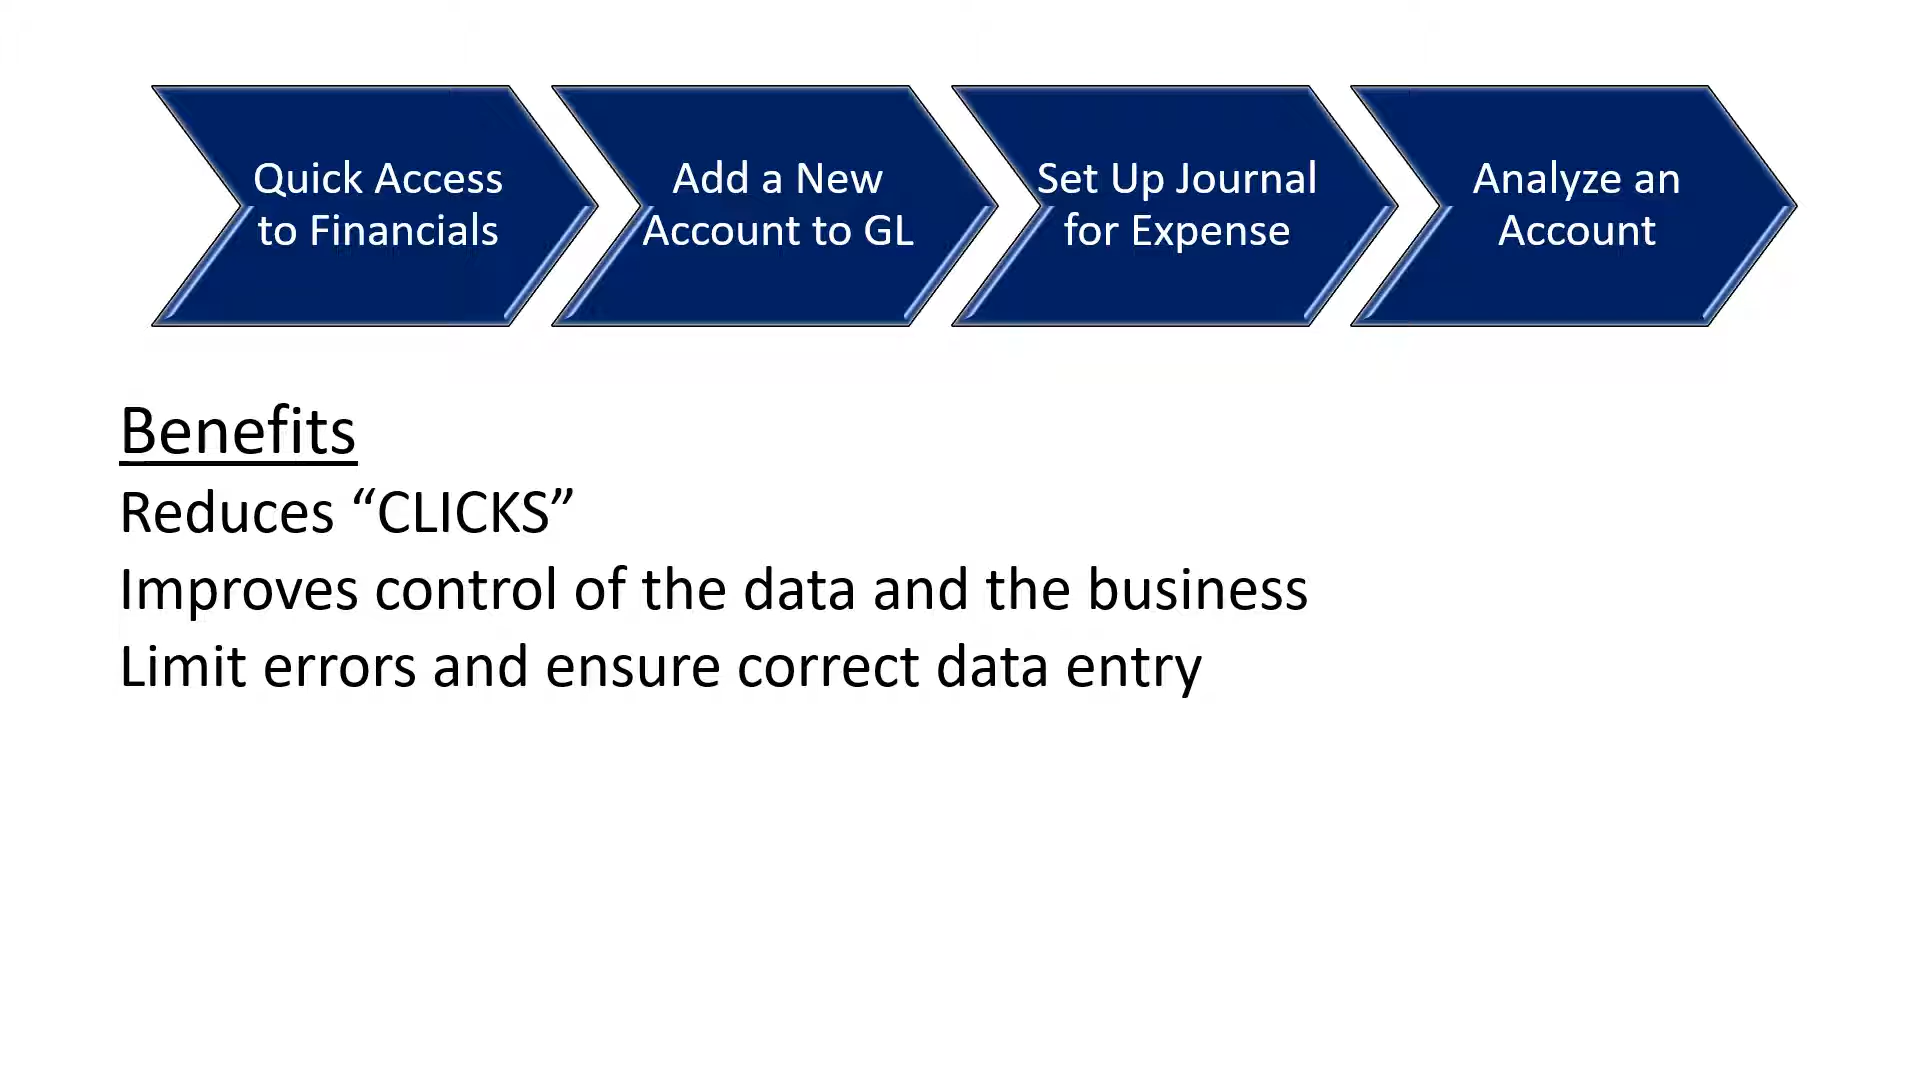 Quick Access
to Financials
Add a New
Account to GL
Set Up Journal
for Expense
Analyze an
Account
Benefits
Reduces “CLICKS”
Improves control of the data and the business
Limit errors and ensure correct data entry